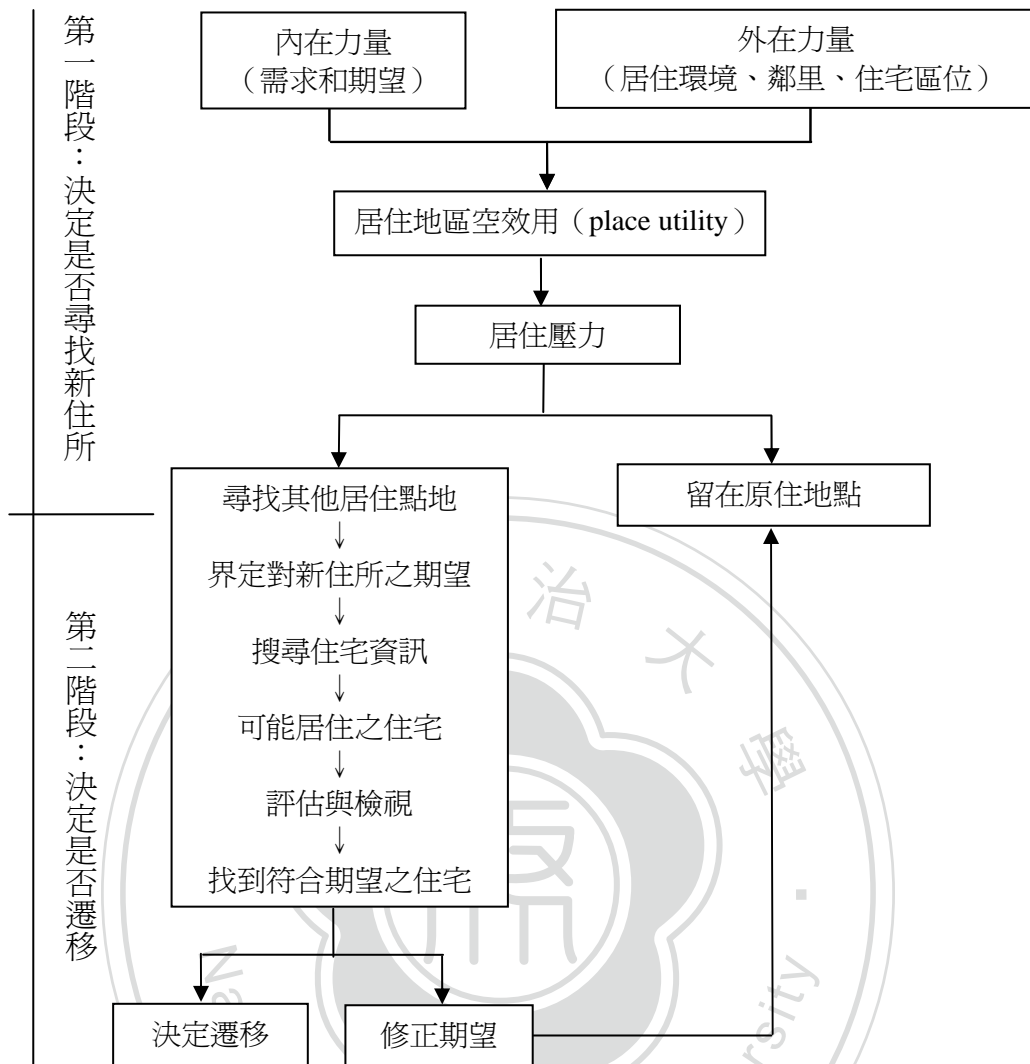 第一階段：決定是否尋找新住所
內在力量
（需求和期望）
外在力量
（居住環境、鄰里、住宅區位）
居住地區空效用（place utility）
居住壓力
尋找其他居住點地
↓
界定對新住所之期望
↓
搜尋住宅資訊
↓
可能居住之住宅
↓
評估與檢視
↓
找到符合期望之住宅
留在原住地點
第二階段：決定是否遷移
決定遷移
修正期望
治大學